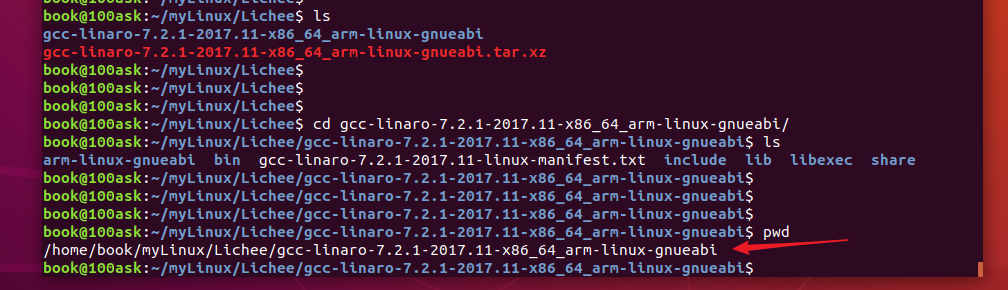 book@100ask:~/myLinux/Lichee$ ls
gcc-linaro-7.2.1-2017.11-x86_64_arm-linux-gnueabi
gcc-linaro-7.2.1-2017.11-x86_64_arm-linux-gnueabi.tar.xz
book@100ask:~/myLinux/Lichee$
book@100ask:~/myLinux/Lichee$
book@100ask:~/myLinux/Lichee$
book@100ask:~/myLinux/Lichee$ cd gcc-linaro-7.2.1-2017.11-x86_64_arm-linux-gnueabi/
book@100ask:~/myLinux/Lichee/gcc-linaro-7.2.1-2017.11-x86_64_arm-linux-gnueabi$ ls
arm-linux-gnueabi  bin  gcc-linaro-7.2.1-2017.11-linux-manifest.txt  include  lib  libexec  share
book@100ask:~/myLinux/Lichee/gcc-linaro-7.2.1-2017.11-x86_64_arm-linux-gnueabi$
book@100ask:~/myLinux/Lichee/gcc-linaro-7.2.1-2017.11-x86_64_arm-linux-gnueabi$
book@100ask:~/myLinux/Lichee/gcc-linaro-7.2.1-2017.11-x86_64_arm-linux-gnueabi$
book@100ask:~/myLinux/Lichee/gcc-linaro-7.2.1-2017.11-x86_64_arm-linux-gnueabi$ pwd
/home/book/myLinux/Lichee/gcc-linaro-7.2.1-2017.11-x86_64_arm-linux-gnueabi
book@100ask:~/myLinux/Lichee/gcc-linaro-7.2.1-2017.11-x86_64_arm-linux-gnueabi$